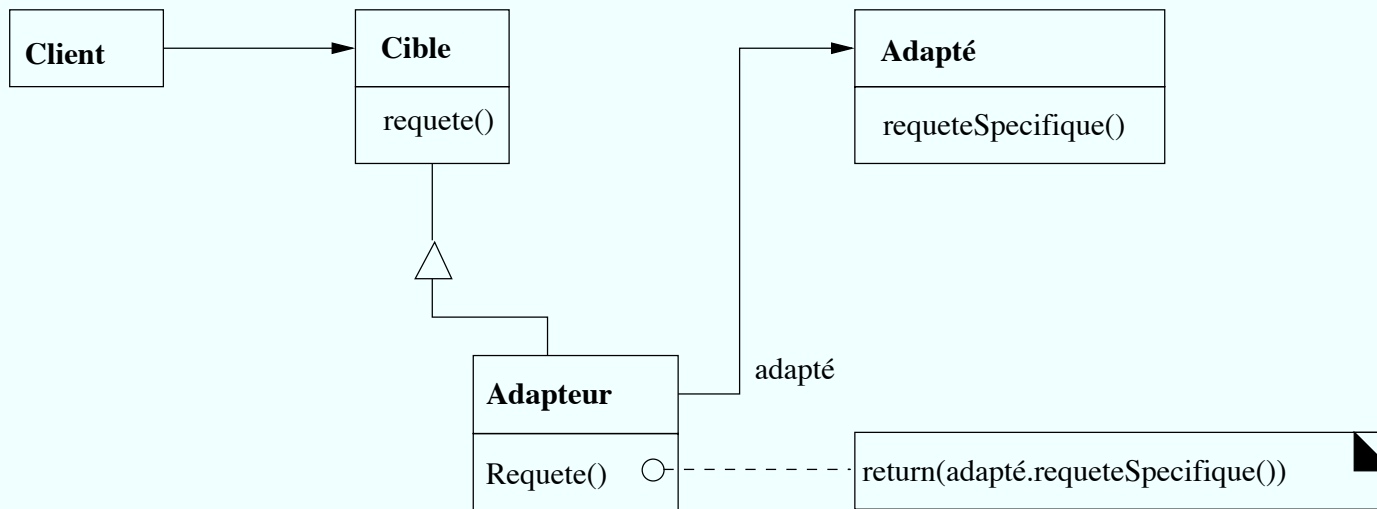 Client
Cible
requete()
Adapté
requeteSpecifique()
adapté
Adapteur
Requete()
return(adapté.requeteSpecifique())